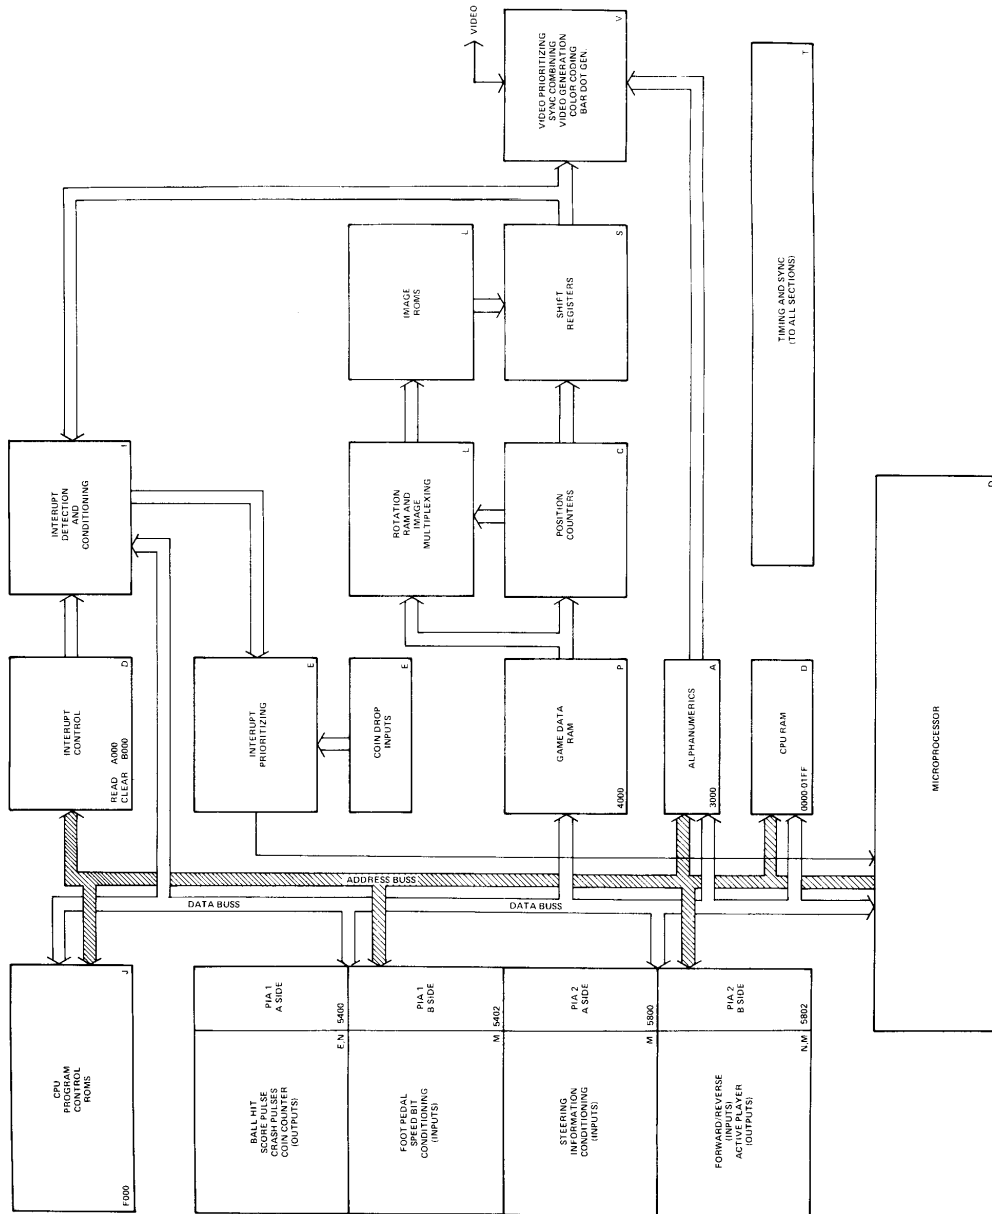 CPU
PROGRAM
CONTROL
ROMS
F000
J
BALL HIT
SCORE PULSE
CRASH PULSES
COIN COUNTER
(OUTPUTS)
E,N
PIA 1
A SIDE
5400
FOOT PEDAL
SPEED BIT
CONDITIONING
(INPUTS)
M
PIA 1
B SIDE
5402
STEERING
INFORMATION
CONDITIONING
(INPUTS)
M
PIA 2
A SIDE
5800
FORWARD/REVERSE
(INPUTS)
ACTIVE PLAYER
(OUTPUTS)
N,M
PIA 2
B SIDE
5802
DATA BUSS
ADDRESS BUSS
DATA BUSS
INTERUPT
CONTROL
D
READ A000
CLEAR B000
INTERUPT
DETECTION
AND
CONDITIONING
I
INTERUPT
PRIORITIZING
E
COIN DROP
INPUTS
E
GAME DATA
RAM
P
4000
ALPHANUMERICS
A
3000
CPU RAM
D
0000-01FF
ROTATION
RAM AND
IMAGE
MULTIPLEXING
L
POSITION
COUNTERS
C
IMAGE
ROMS
L
SHIFT
REGISTERS
S
VIDEO
VIDEO PRIORITIZING
SYNC COMBINING
VIDEO GENERATION
COLOR CODING
BAR DOT GEN.
V
TIMING AND SYNC
(TO ALL SECTIONS)
T
MICROPROCESSOR